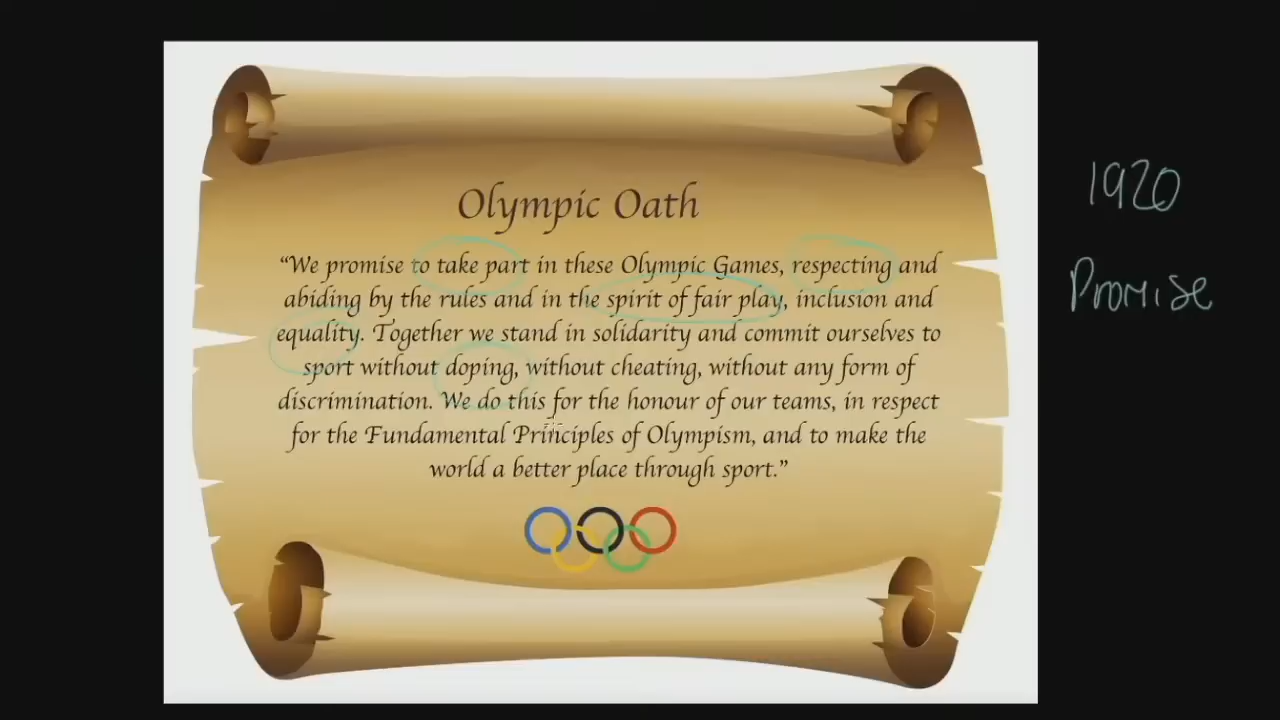 Olympic Oath
“We promise to take part in these Olympic Games, respecting and
abiding by the rules and in the spirit of fair play, inclusion and
equality. Together we stand in solidarity and commit ourselves to
sport without doping, without cheating, without any form of
discrimination. We do this for the honour of our teams, in respect
for the Fundamental Principles of Olympism, and to make the
world a better place through sport.”
1920
Promise